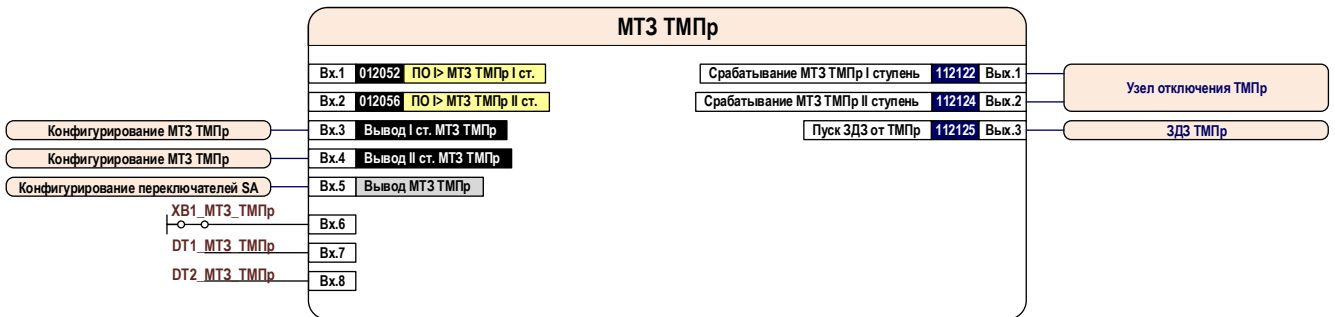 МТЗ ТМПр
Вх.1 012052 ПО I> МТЗ ТМПр I ст.
Срабатывание МТЗ ТМПр I ступень 112122 Вых.1
Узел отключения ТМПр
Вх.2 012056 ПО I> МТЗ ТМПр II ст.
Срабатывание МТЗ ТМПр II ступень 112124 Вых.2
Конфигурирование МТЗ ТМПр
Вх.3 Вывод I ст. МТЗ ТМПр
Пуск ЗДЗ от ТМПр 112125 Вых.3
ЗДЗ ТМПр
Конфигурирование МТЗ ТМПр
Вх.4 Вывод II ст. МТЗ ТМПр
Конфигурирование переключателей SA
Вх.5 Вывод МТЗ ТМПр
XB1_МТЗ_ТМПр
Вх.6
DT1_МТЗ_ТМПр
Вх.7
DT2_МТЗ_ТМПр
Вх.8